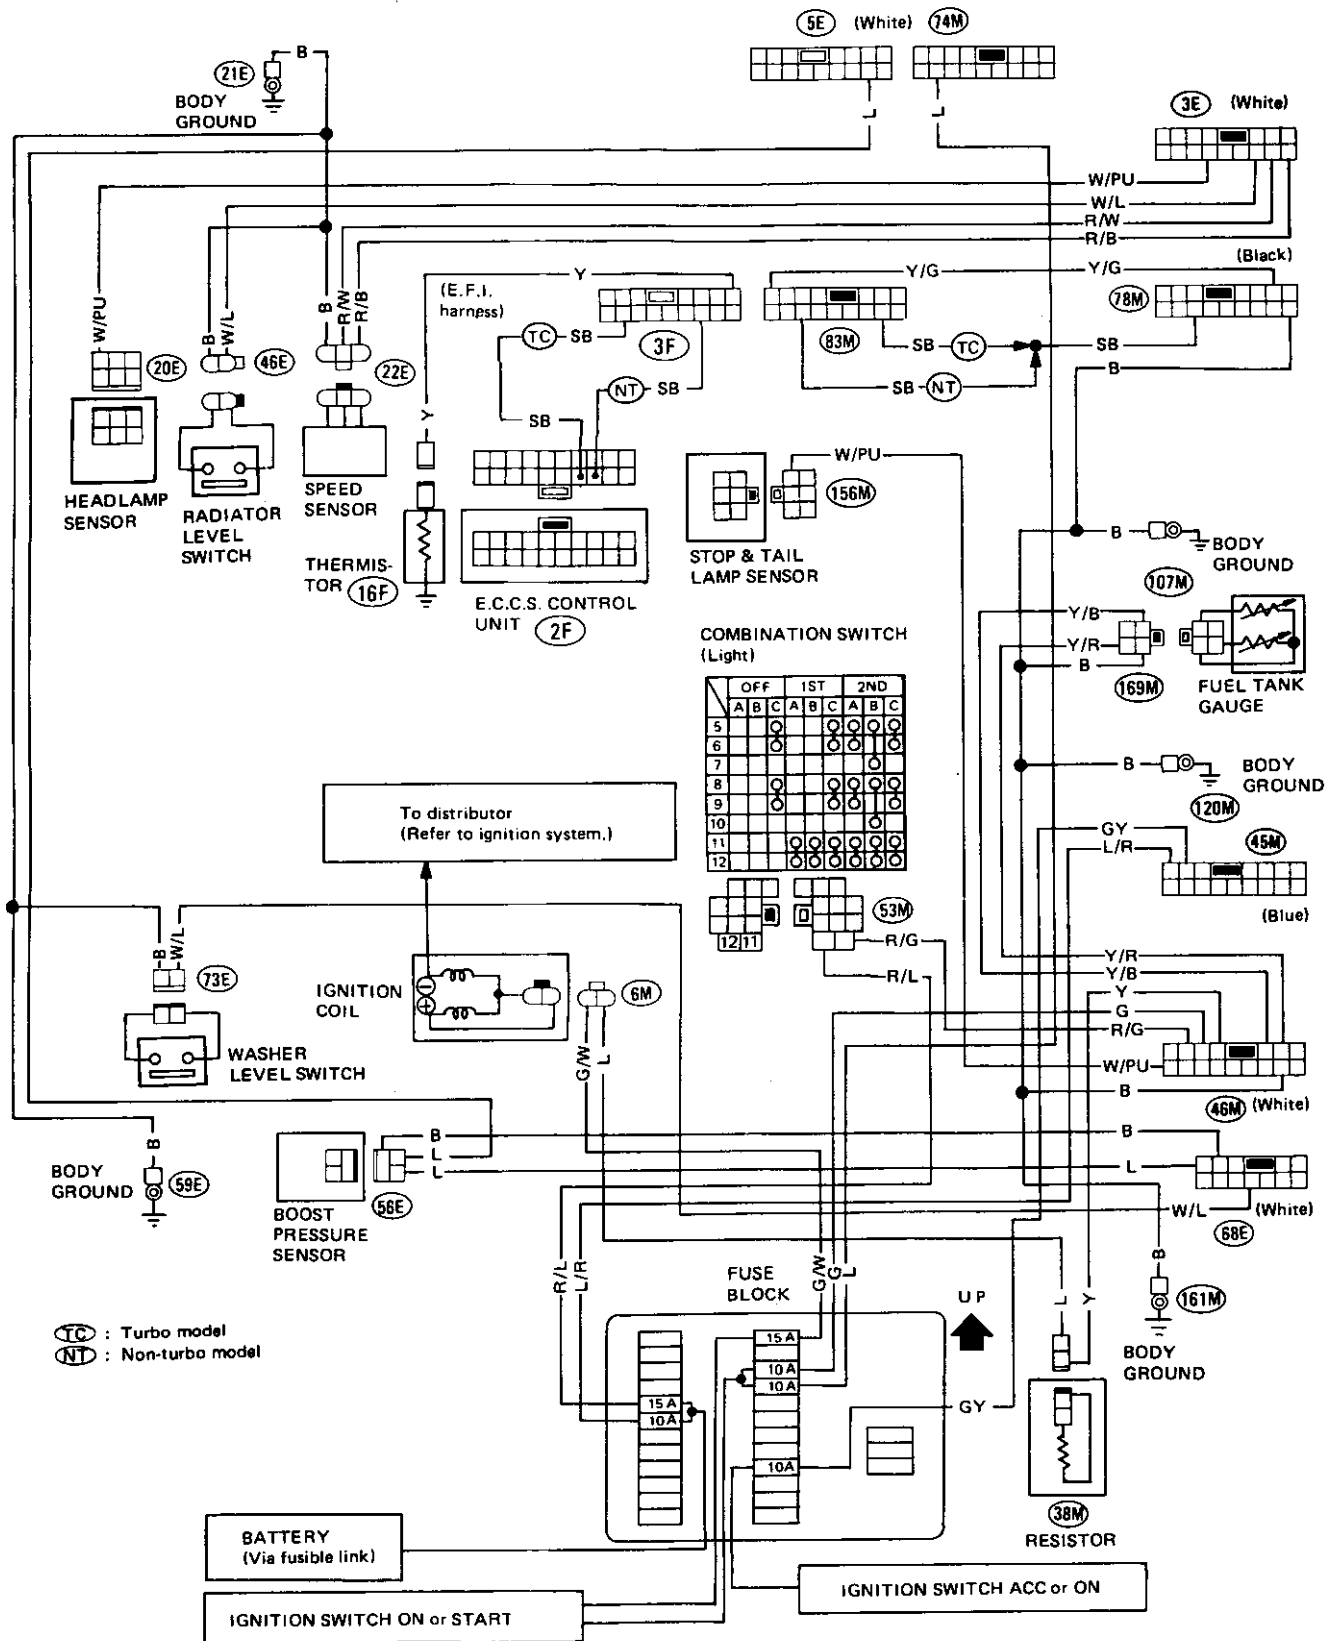 5E (White) 74M
B
21E
BODY
GROUND
L
L
3E (White)
W/PU
W/L
R/W
R/B
(Black)
Y
(E.F.I.
harness)
Y/G
Y/G
78M
W/PU
B
W/L
B
R/W
R/B
20E
46E
22E
TC SB
3F
83M
SB TC
SB
NT SB
SB NT
B
Y
SB
W/PU
156M
HEADLAMP
SENSOR
RADIATOR
LEVEL
SWITCH
SPEED
SENSOR
THERMIS-
TOR 16F
E.C.C.S. CONTROL
UNIT 2F
STOP & TAIL
LAMP SENSOR
B
BODY
GROUND
107M
Y/B
Y/R
B
169M
FUEL TANK
GAUGE
COMBINATION SWITCH
(Light)
OFF 1ST 2ND
A B C A B C A B C
5
6
7
8
9
10
11
12
B
BODY
GROUND
120M
GY
L/R
45M
(Blue)
To distributor
(Refer to ignition system.)
12 11
53M
R/G
R/L
B
W/L
73E
IGNITION
COIL
6M
Y/R
Y/B
Y
G
R/G
W/PU
B
46M (White)
WASHER
LEVEL SWITCH
G/W
L
B
BODY
GROUND
59E
B
L
L
56E
BOOST
PRESSURE
SENSOR
B
L
W/L
(White)
68E
R/L
L/R
FUSE
BLOCK
G/W
G
L
UP
L
Y
B
161M
BODY
GROUND
TC : Turbo model
NT : Non-turbo model
15A
10A
10A
15A
10A
10A
GY
38M
RESISTOR
BATTERY
(Via fusible link)
IGNITION SWITCH ACC or ON
IGNITION SWITCH ON or START